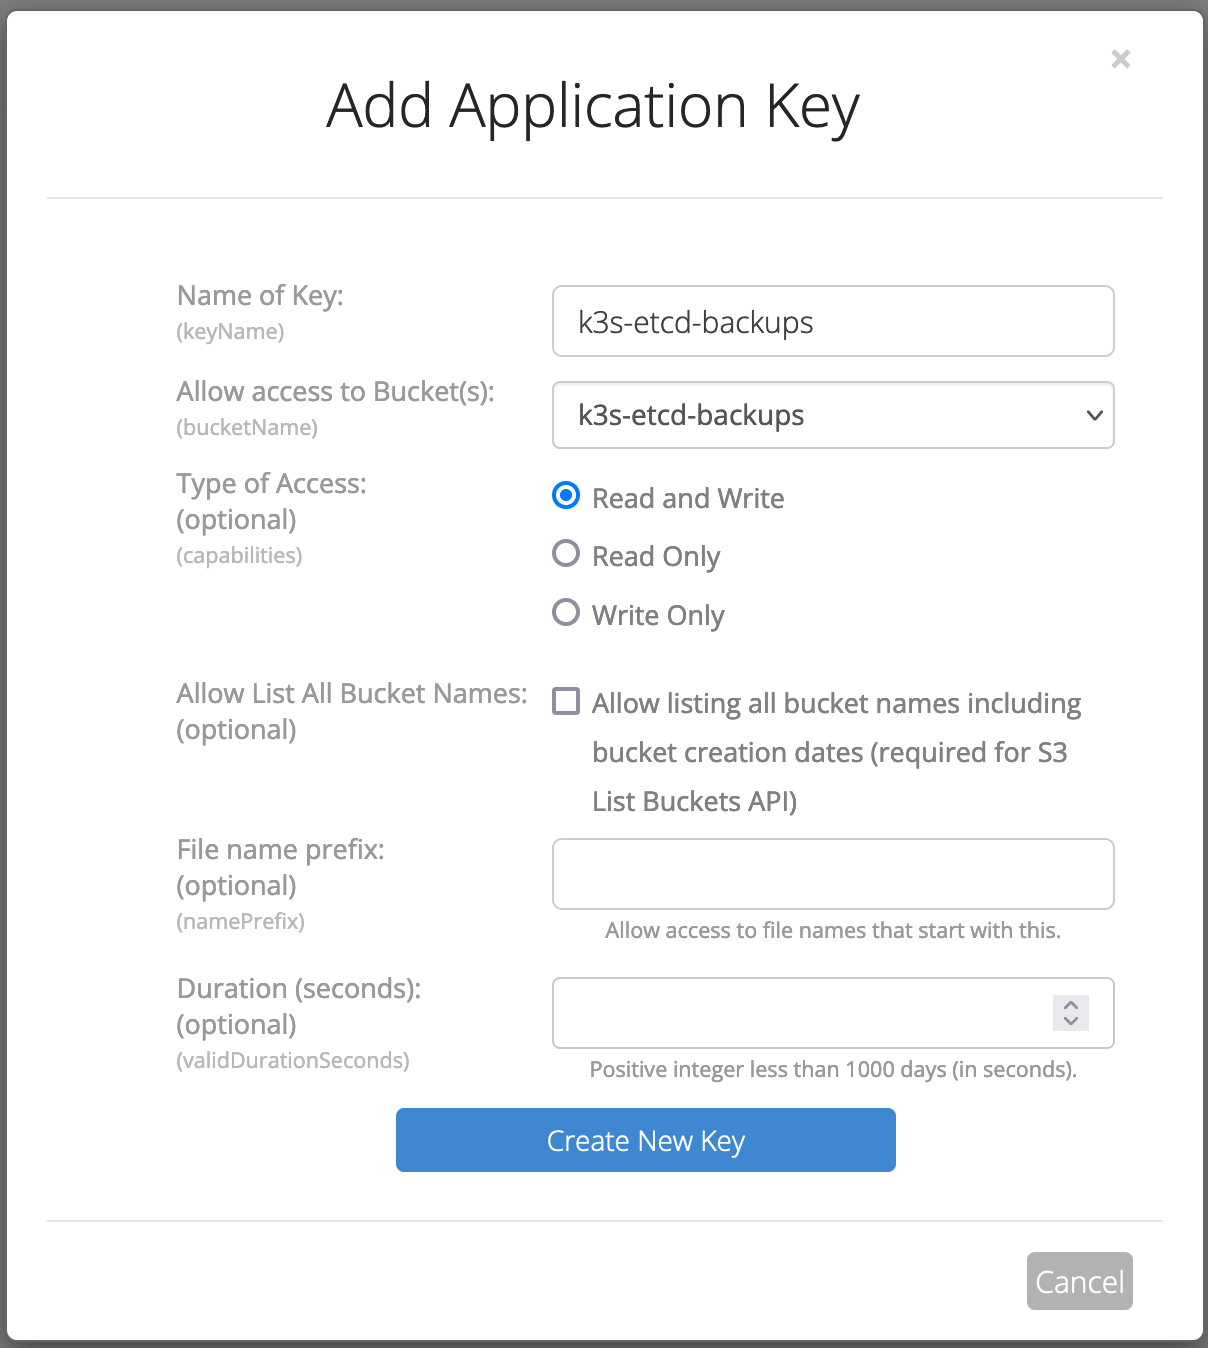 ×
Add Application Key
Name of Key:
(keyName)
k3s-etcd-backups
Allow access to Bucket(s):
(bucketName)
k3s-etcd-backups
Type of Access:
(optional)
(capabilities)
Read and Write
Read Only
Write Only
Allow List All Bucket Names:
(optional)
Allow listing all bucket names including
bucket creation dates (required for S3
List Buckets API)
File name prefix:
(optional)
(namePrefix)
Allow access to file names that start with this.
Duration (seconds):
(optional)
(validDurationSeconds)
Positive integer less than 1000 days (in seconds).
Create New Key
Cancel